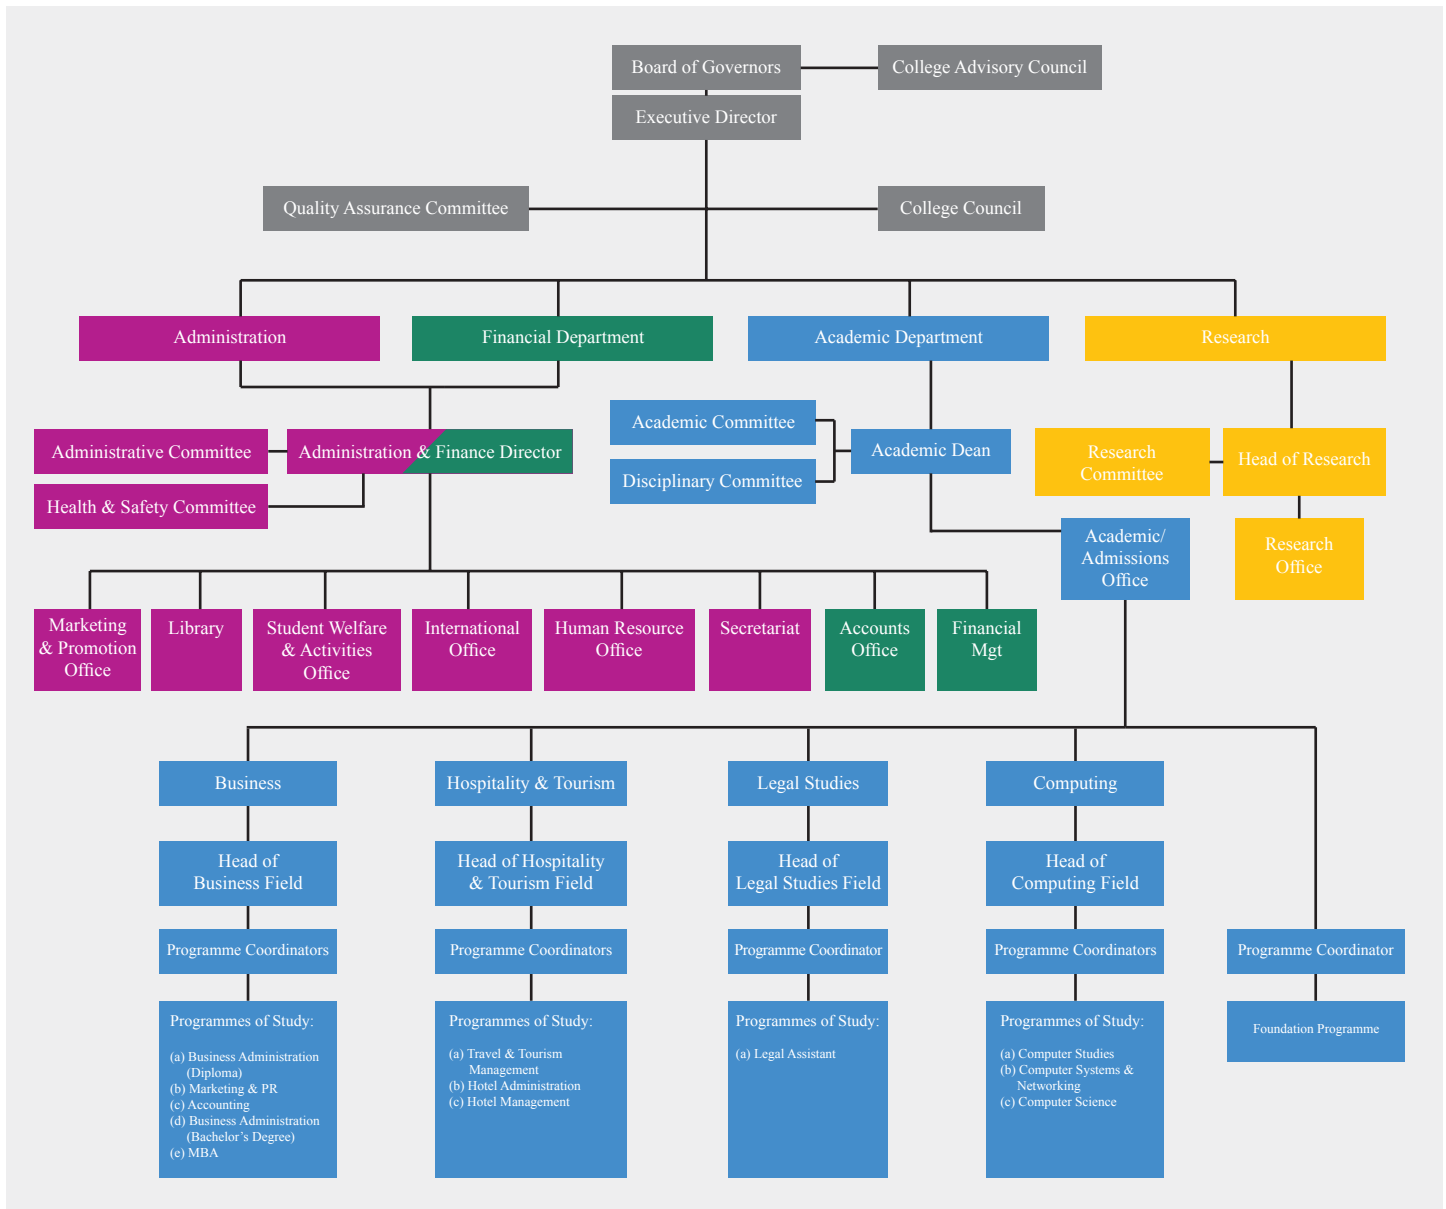 Board of Governors
College Advisory Council
Executive Director
Quality Assurance Committee
College Council
Administration
Financial Department
Academic Department
Research
Academic Committee
Administrative Committee
Administration & Finance Director
Academic Dean
Research
Committee
Head of Research
Disciplinary Committee
Health & Safety Committee
Academic/
Admissions
Office
Research
Office
Marketing
& Promotion
Office
Library
Student Welfare
& Activities
Office
International
Office
Human Resource
Office
Secretariat
Accounts
Office
Financial
Mgt
Business
Hospitality & Tourism
Legal Studies
Computing
Head of
Business Field
Head of Hospitality
& Tourism Field
Head of
Legal Studies Field
Head of
Computing Field
Programme Coordinators
Programme Coordinators
Programme Coordinator
Programme Coordinators
Programme Coordinator
Programmes of Study:
(a) Business Administration
(Diploma)
(b) Marketing & PR
(c) Accounting
(d) Business Administration
(Bachelor’s Degree)
(e) MBA
Programmes of Study:
(a) Travel & Tourism
Management
(b) Hotel Administration
(c) Hotel Management
Programmes of Study:
(a) Legal Assistant
Programmes of Study:
(a) Computer Studies
(b) Computer Systems &
Networking
(c) Computer Science
Foundation Programme